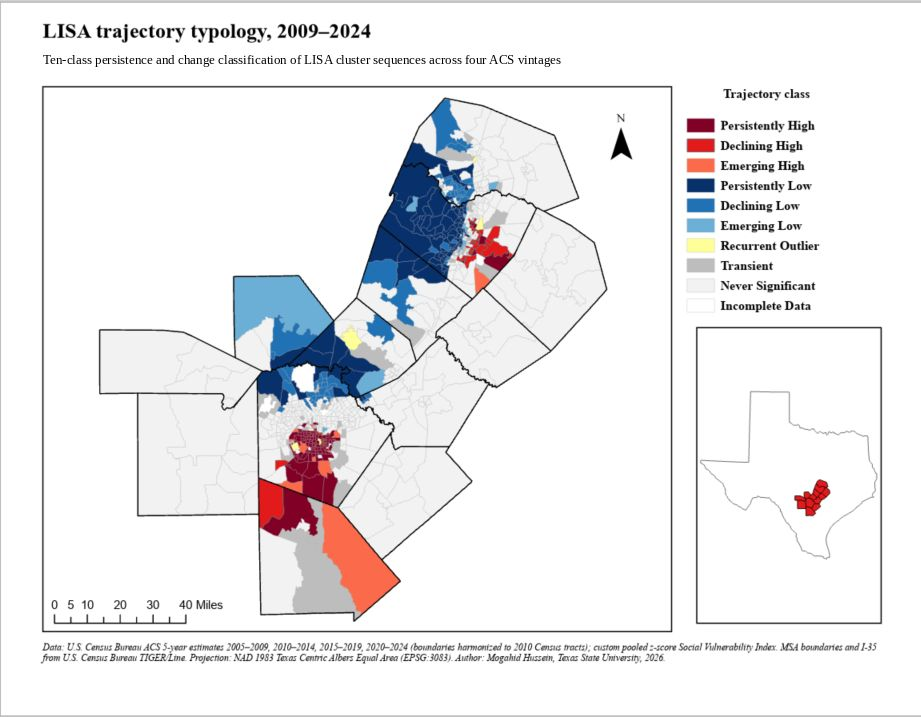 LISA trajectory typology, 2009–2024
Ten-class persistence and change classification of LISA cluster sequences across four ACS vintages
N
Trajectory class
Persistently High
Declining High
Emerging High
Persistently Low
Declining Low
Emerging Low
Recurrent Outlier
Transient
Never Significant
Incomplete Data
0 5 10 20 30 40 Miles
Data: U.S. Census Bureau ACS 5-year estimates 2005–2009, 2010–2014, 2015–2019, 2020–2024 (boundaries harmonized to 2010 Census tracts); custom pooled z-score Social Vulnerability Index. MSA boundaries and I-35
from U.S. Census Bureau TIGER/Line. Projection: NAD 1983 Texas Centric Albers Equal Area (EPSG:3083). Author: Mogahid Hussein, Texas State University, 2026.